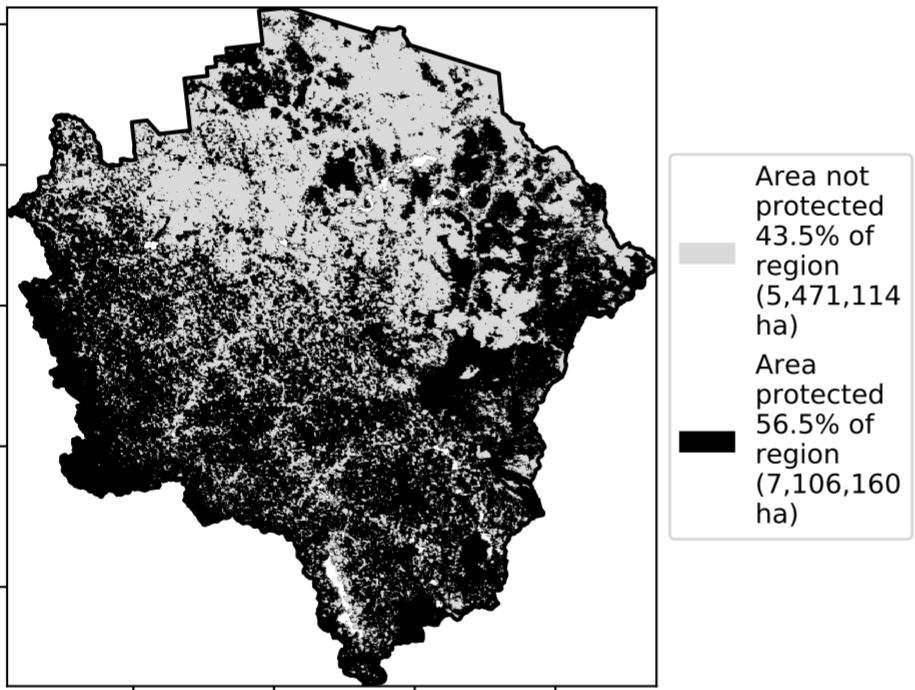 Area not
protected
43.5% of
region
(5,471,114
ha)
Area
protected
56.5% of
region
(7,106,160
ha)